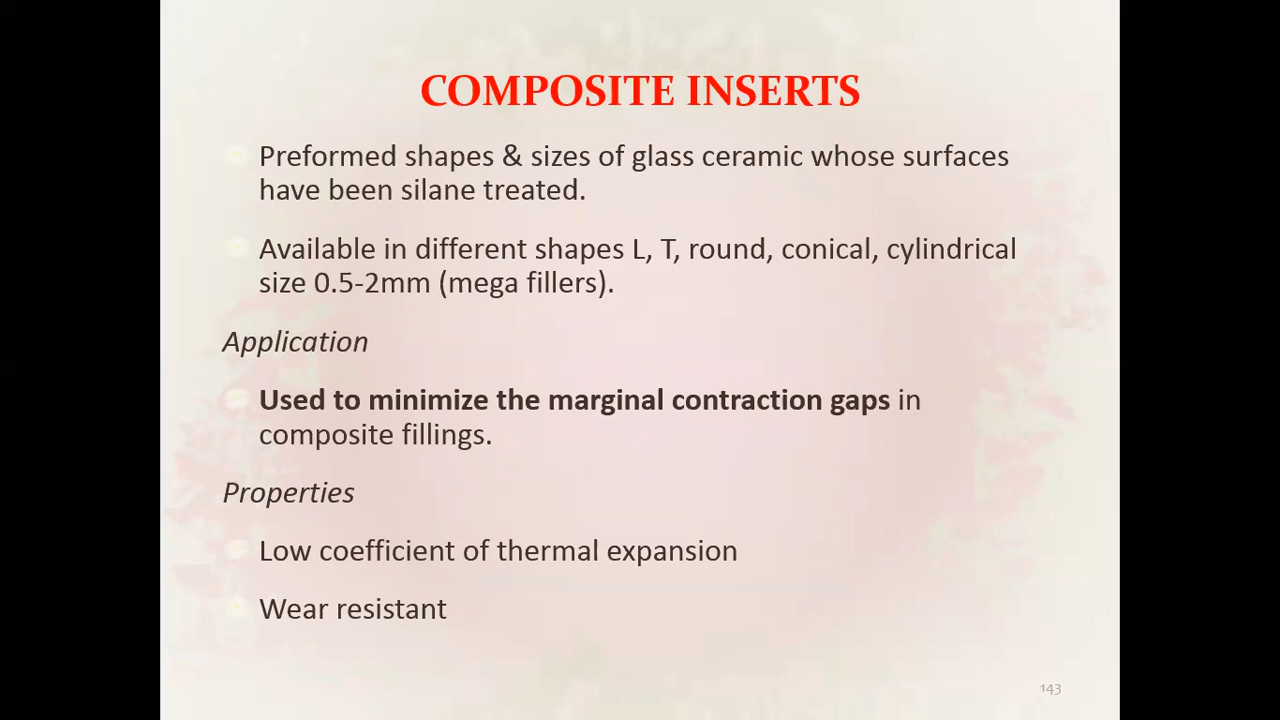 COMPOSITE INSERTS
Preformed shapes & sizes of glass ceramic whose surfaces
have been silane treated.
Available in different shapes L, T, round, conical, cylindrical
size 0.5-2mm (mega fillers).
Application
Used to minimize the marginal contraction gaps in
composite fillings.
Properties
Low coefficient of thermal expansion
Wear resistant
143